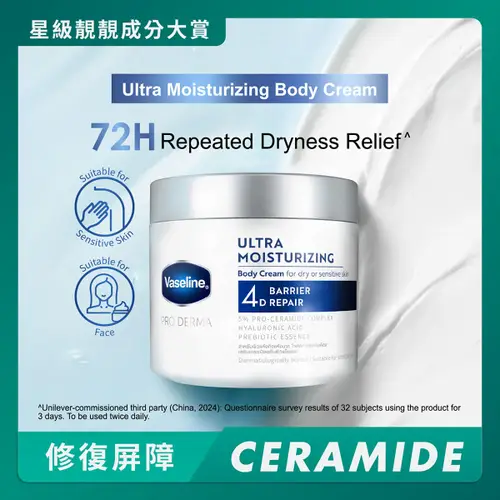 星級靚靚成分大賞
Ultra Moisturizing Body Cream
72H Repeated Dryness Relief^
Suitable for
Sensitive Skin
Suitable for
Face
Vaseline®
PRO DERMA
ULTRA
MOISTURIZING
Body Cream for dry or sensitive skin
4D BARRIER
REPAIR
5% PRO-CERAMIDE COMPLEX
HYALURONIC ACID
PREBIOTIC ESSENCE
Dermatologically
^Unilever-commissioned third party (China, 2024): Questionnaire survey results of 32 subjects using the product for
3 days. To be used twice daily.
修復屏障
CERAMIDE